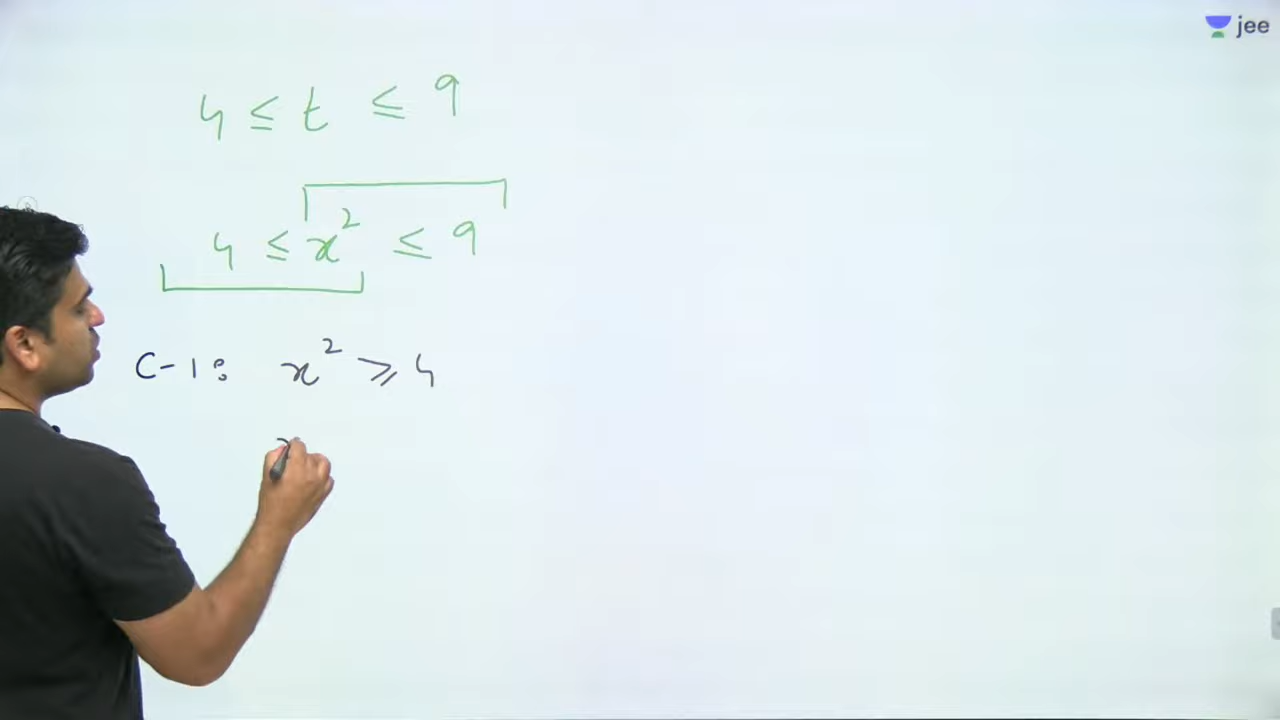 jee
4 ≤ t ≤ 9
4 ≤ x² ≤ 9
C-1: x² ≥ 4